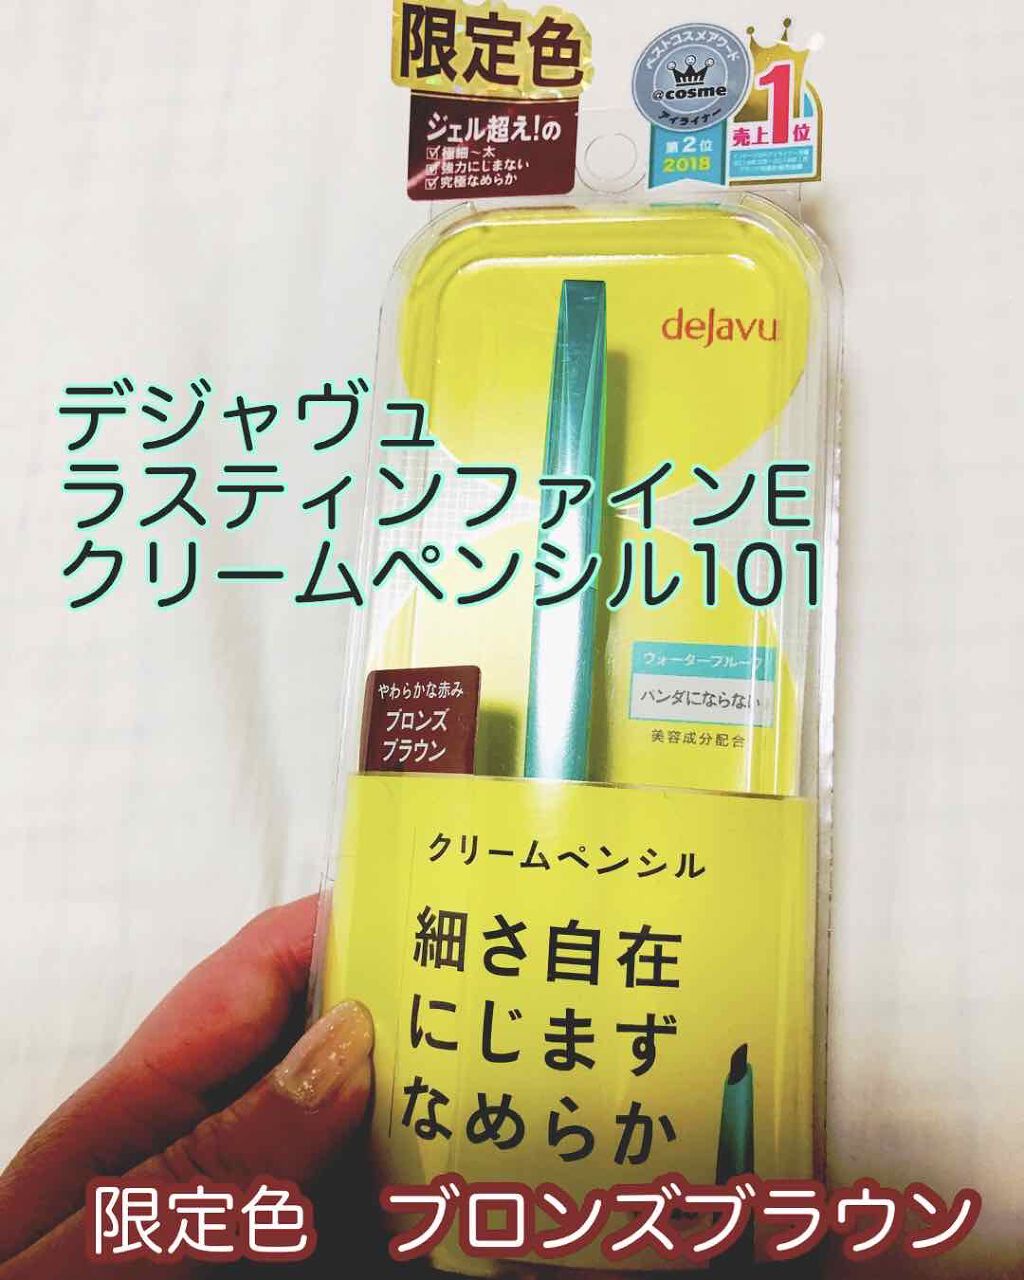 限定色
ジェル超え!の
極細~太
強力にじまない
究極なめらか
ベストコスメアワード
@cosme
アイライナー
第2位
2018
1
売上 位
dejavu
デジャヴュ
ラスティンファインE
クリームペンシル101
ウォータープルーフ
パンダにならない
美容成分配合
やわらかな赤み
ブロンズ
ブラウン
クリームペンシル
細さ自在
にじまず
なめらか
限定色 ブロンズブラウン